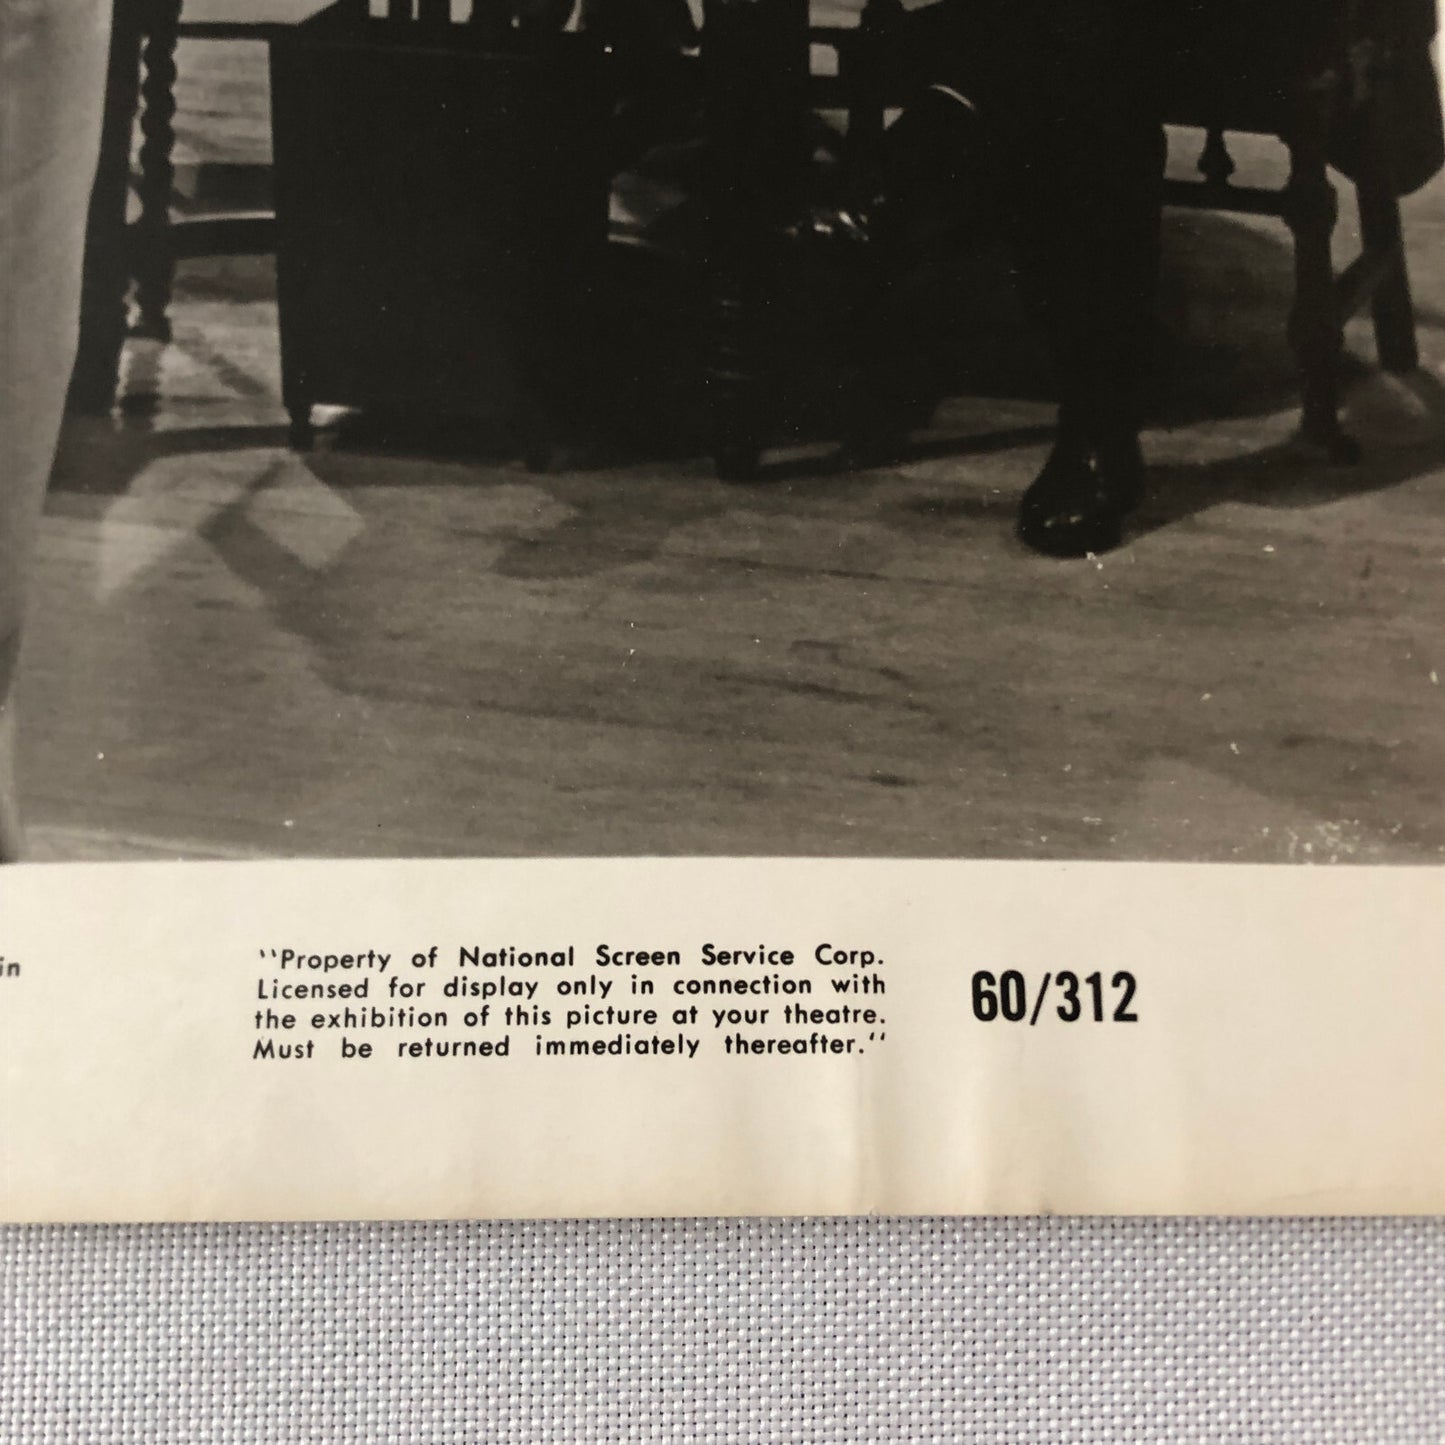 in
"Property of National Screen Service Corp.
Licensed for display only in connection with
the exhibition of this picture at your theatre.
Must be returned immediately thereafter."
60/312